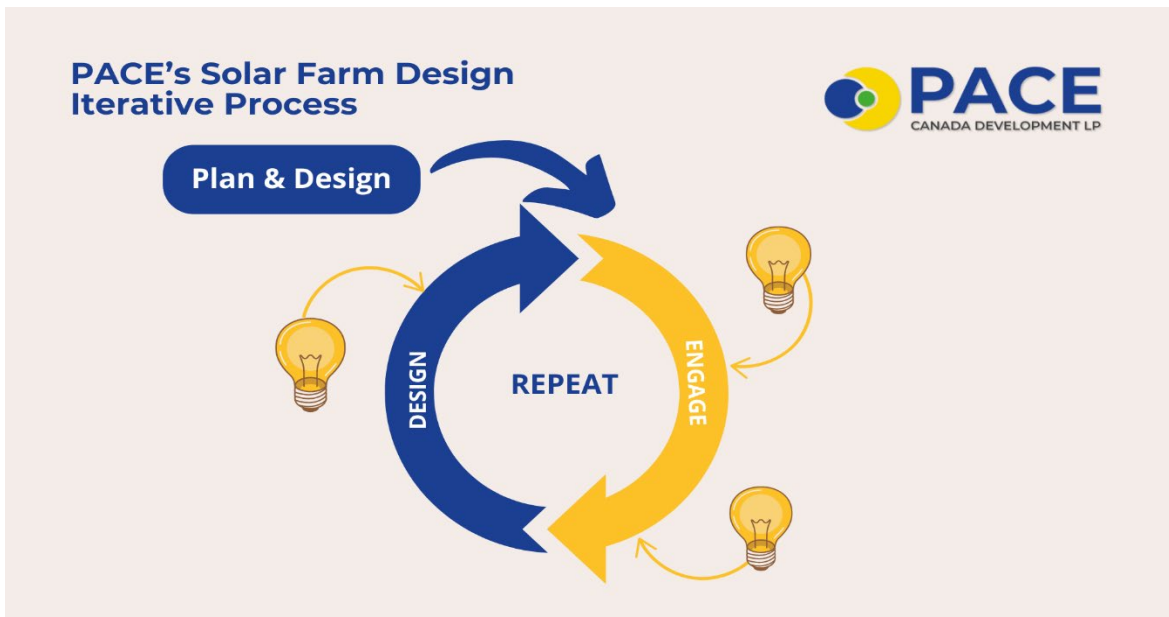 PACE's Solar Farm Design
Iterative Process
PACE
CANADA DEVELOPMENT LP
Plan & Design
DESIGN
REPEAT
ENGAGE